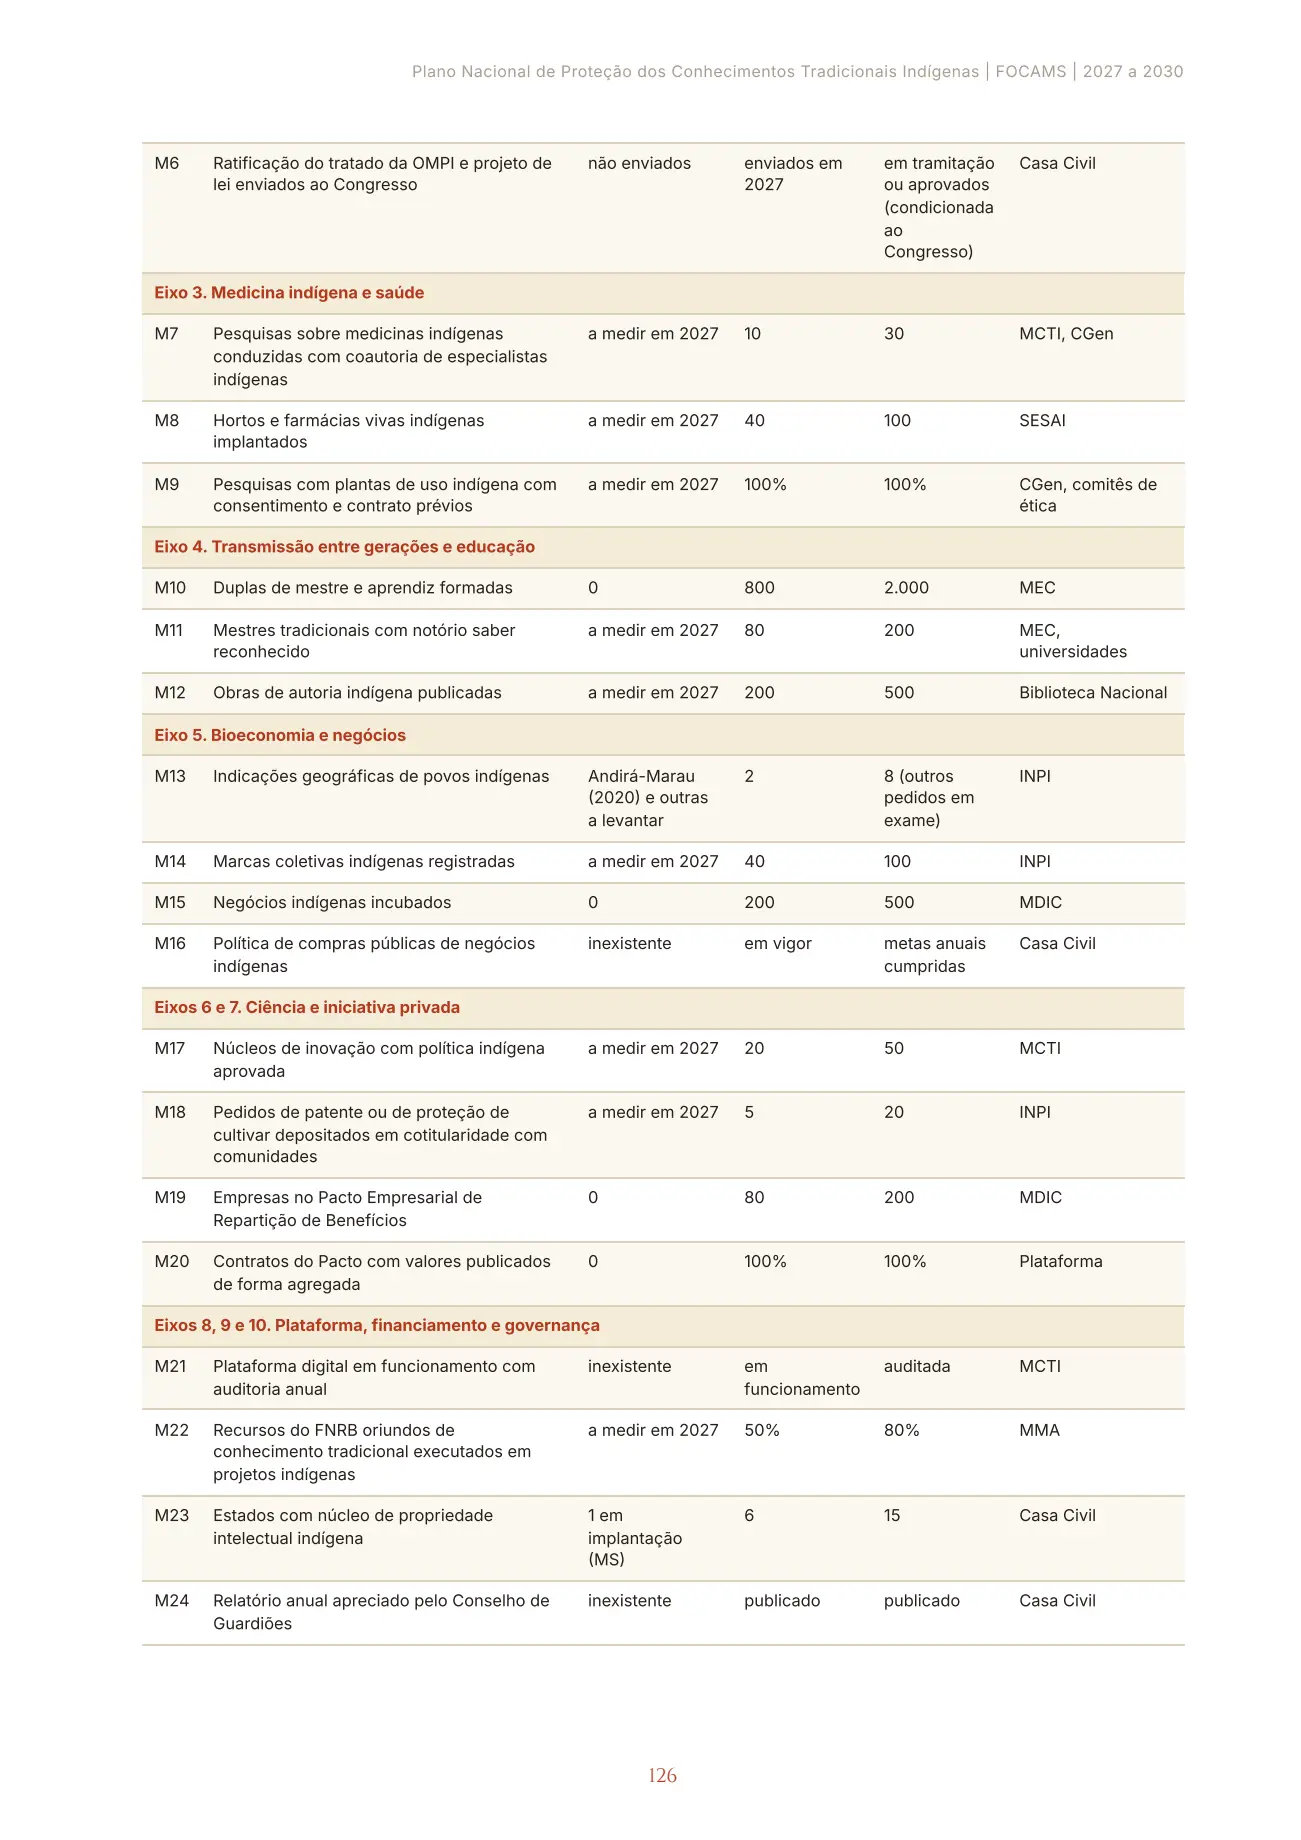 Plano Nacional de Proteção dos Conhecimentos Tradicionais Indígenas | FOCAMS | 2027 a 2030
M6 Ratificação do tratado da OMPI e projeto de não enviados enviados em em tramitação Casa Civil
lei enviados ao Congresso 2027 ou aprovados
(condicionada
ao
Congresso)
Eixo 3. Medicina indígena e saúde
M7 Pesquisas sobre medicinas indígenas a medir em 2027 10 30 MCTI, CGen
conduzidas com coautoria de especialistas
indígenas
M8 Hortos e farmácias vivas indígenas a medir em 2027 40 100 SESAI
implantados
M9 Pesquisas com plantas de uso indígena com a medir em 2027 100% 100% CGen, comitês de
consentimento e contrato prévios ética
Eixo 4. Transmissão entre gerações e educação
M10 Duplas de mestre e aprendiz formadas 0 800 2.000 MEC
M11 Mestres tradicionais com notório saber a medir em 2027 80 200 MEC,
reconhecido universidades
M12 Obras de autoria indígena publicadas a medir em 2027 200 500 Biblioteca Nacional
Eixo 5. Bioeconomia e negócios
M13 Indicações geográficas de povos indígenas Andirá-Marau 2 8 (outros INPI
(2020) e outras pedidos em
a levantar exame)
M14 Marcas coletivas indígenas registradas a medir em 2027 40 100 INPI
M15 Negócios indígenas incubados 0 200 500 MDIC
M16 Política de compras públicas de negócios inexistente em vigor metas anuais Casa Civil
indígenas cumpridas
Eixos 6 e 7. Ciência e iniciativa privada
M17 Núcleos de inovação com política indígena a medir em 2027 20 50 MCTI
aprovada
M18 Pedidos de patente ou de proteção de a medir em 2027 5 20 INPI
cultivar depositados em cotitularidade com
comunidades
M19 Empresas no Pacto Empresarial de 0 80 200 MDIC
Repartição de Benefícios
M20 Contratos do Pacto com valores publicados 0 100% 100% Plataforma
de forma agregada
Eixos 8, 9 e 10. Plataforma, financiamento e governança
M21 Plataforma digital em funcionamento com inexistente em auditada MCTI
auditoria anual funcionamento
M22 Recursos do FNRB oriundos de a medir em 2027 50% 80% MMA
conhecimento tradicional executados em
projetos indígenas
M23 Estados com núcleo de propriedade 1 em 6 15 Casa Civil
intelectual indígena implantação
(MS)
M24 Relatório anual apreciado pelo Conselho de inexistente publicado publicado Casa Civil
Guardiões
126